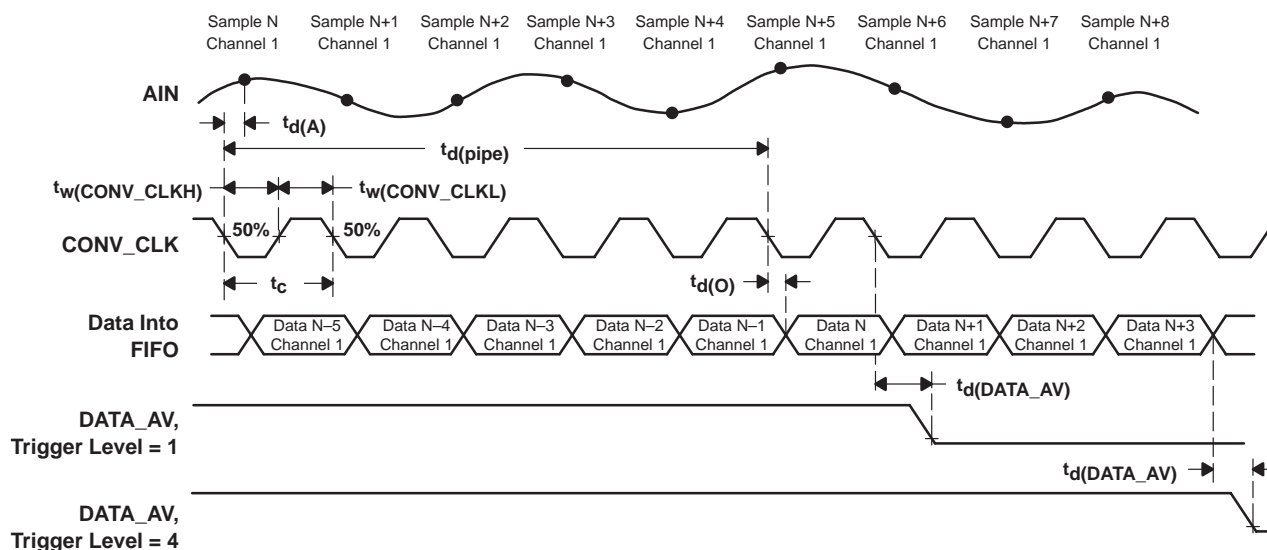 Sample N
Channel 1
Sample N+1
Channel 1
Sample N+2
Channel 1
Sample N+3
Channel 1
Sample N+4
Channel 1
Sample N+5
Channel 1
Sample N+6
Channel 1
Sample N+7
Channel 1
Sample N+8
Channel 1
AIN
td(A)
td(pipe)
tw(CONV_CLKH)
tw(CONV_CLKL)
CONV_CLK
50%
50%
tc
td(O)
Data Into
FIFO
Data N–5
Channel 1
Data N–4
Channel 1
Data N–3
Channel 1
Data N–2
Channel 1
Data N–1
Channel 1
Data N
Channel 1
Data N+1
Channel 1
Data N+2
Channel 1
Data N+3
Channel 1
td(DATA_AV)
DATA_AV,
Trigger Level = 1
td(DATA_AV)
DATA_AV,
Trigger Level = 4